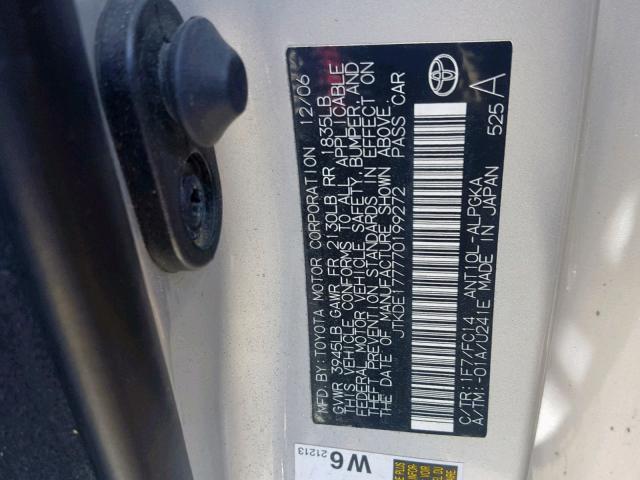 MFD. BY: TOYOTA MOTOR CORPORATION 12/06
GVWR 3945LB GAWR FR 2130LB RR 1835LB
THIS VEHICLE CONFORMS TO ALL APPLICABLE
FEDERAL MOTOR VEHICLE SAFETY, BUMPER, AND
THEFT PREVENTION STANDARDS IN EFFECT ON
THE DATE OF MANUFACTURE SHOWN ABOVE.
JTKDE177770199272 PASS CAR
C/TR: 1F7/FC14 ANT10L-ALPGKA
A/TM: -01A/U241E MADE IN JAPAN
525 A
W6
21213